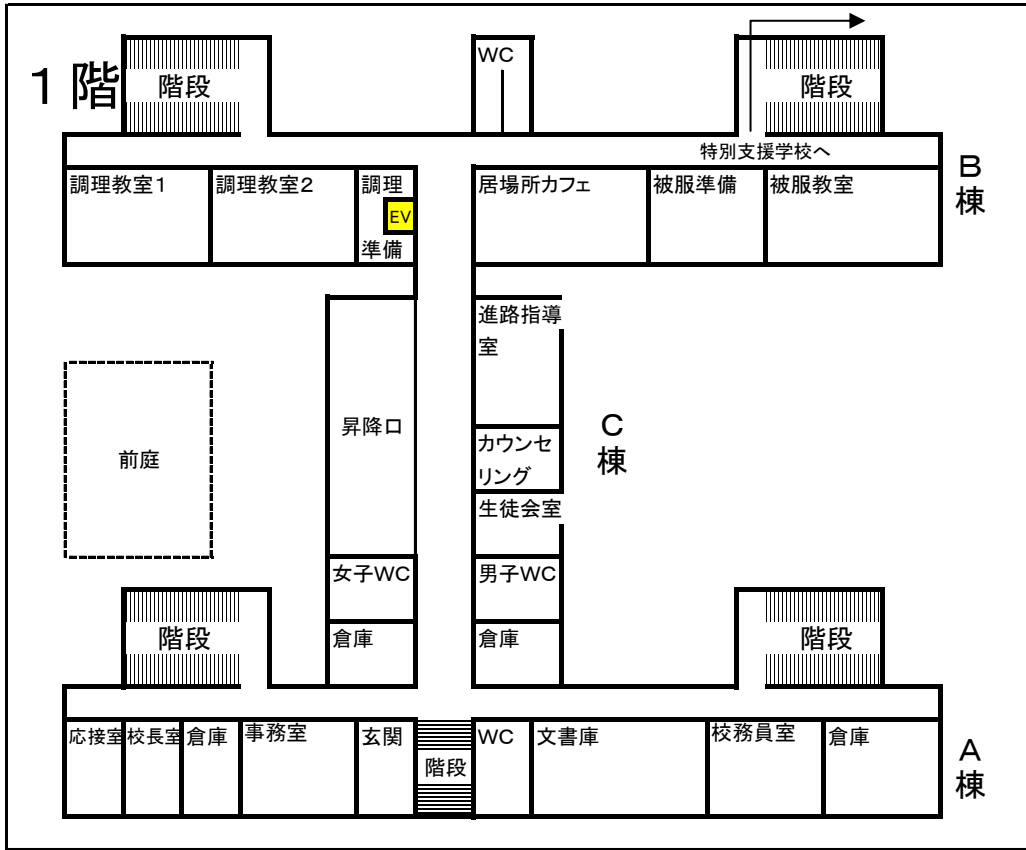 1階
階段
WC
階段
特別支援学校へ
B
棟
調理教室1
調理教室2
調理
EV
準備
居場所カフェ
被服準備
被服教室
進路指導
室
昇降口
カウンセ
リング
C
棟
前庭
生徒会室
女子WC
男子WC
階段
倉庫
倉庫
階段
応接室
校長室
倉庫
事務室
玄関
階段
WC
文書庫
校務員室
倉庫
A
棟